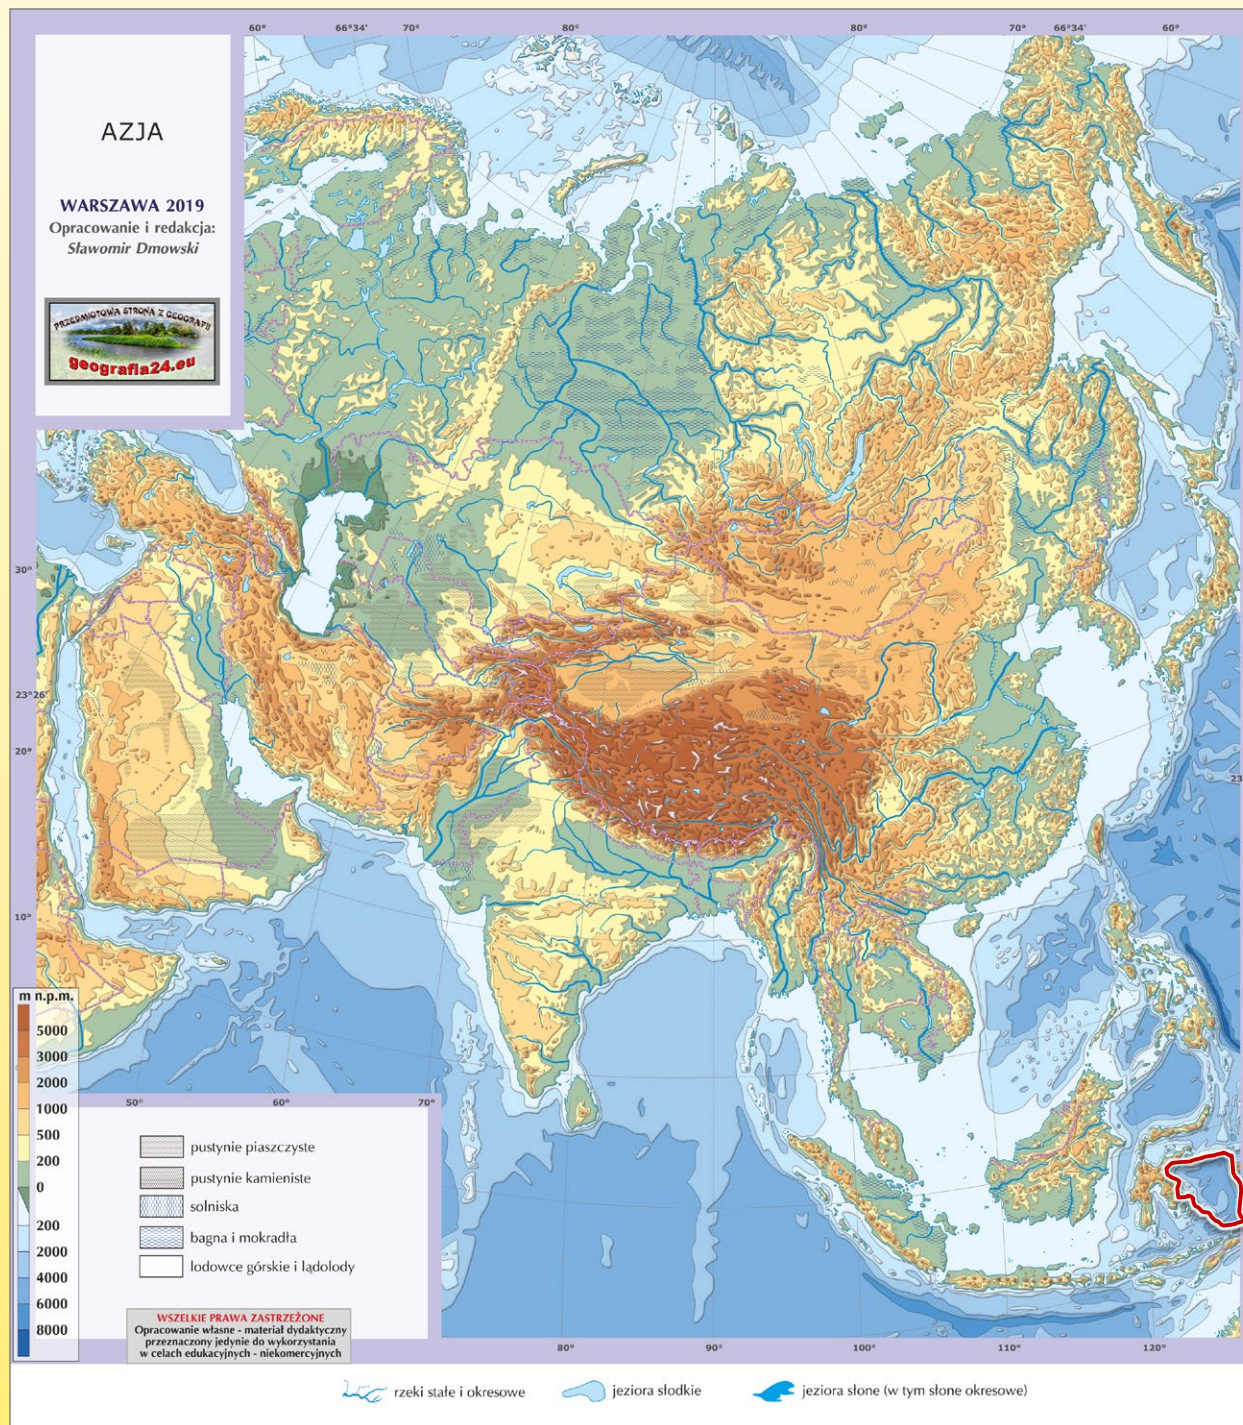 60° 66°34' 70° 80° 80° 70° 66°34' 60°
AZJA
WARSZAWA 2019
Opracowanie i redakcja:
Sławomir Dmowski
PRZEDMIOTOWA STRONA Z GEOGRAFII
geografia24.eu
30°
23°26'
20°
23
10°
m n.p.m.
5000
3000
2000
1000
500
200
0
200
2000
4000
6000
8000
50° 60° 70°
pustynie piaszczyste
pustynie kamieniste
solniska
bagna i mokradła
lodowce górskie i lądolody
WSZELKIE PRAWA ZASTRZEŻONE
Opracowanie własne - materiał dydaktyczny
przeznaczony jedynie do wykorzystania
w celach edukacyjnych - niekomercyjnych
80° 90° 100° 110° 120°
rzeki stałe i okresowe
jeziora słodkie
jeziora słone (w tym słone okresowe)